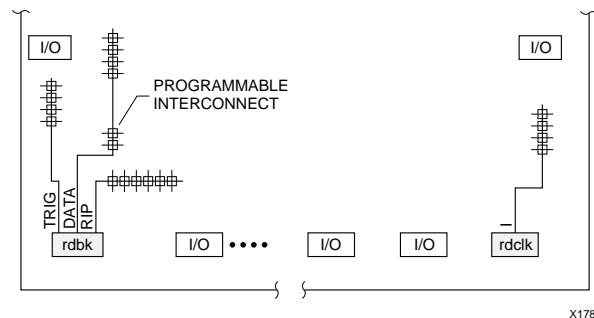 I/O
I/O
PROGRAMMABLE
INTERCONNECT
TRIG
DATA
RIP
I
rdbk
I/O
I/O
I/O
rdclk
X178